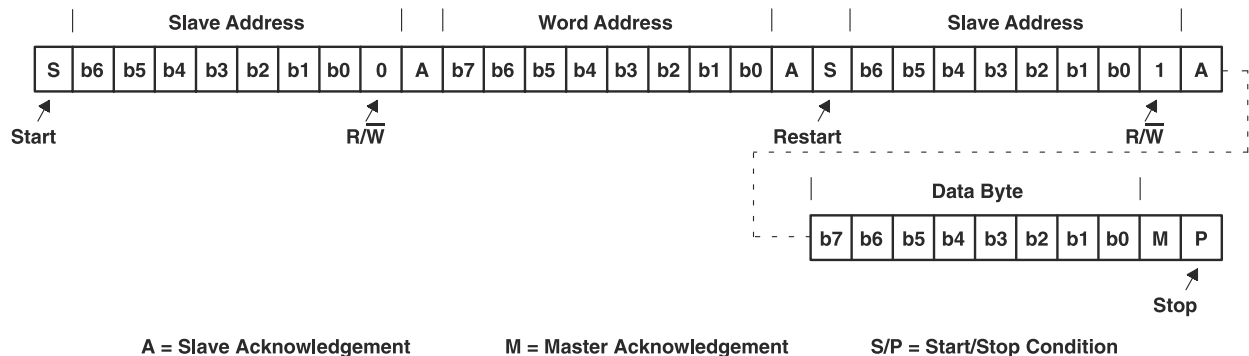 Slave Address Word Address Slave Address
S b6 b5 b4 b3 b2 b1 b0 0 A b7 b6 b5 b4 b3 b2 b1 b0 A S b6 b5 b4 b3 b2 b1 b0 1 A
Start R/W̅ Restart R/W̅
Data Byte
b7 b6 b5 b4 b3 b2 b1 b0 M P
Stop
A = Slave Acknowledgement M = Master Acknowledgement S/P = Start/Stop Condition